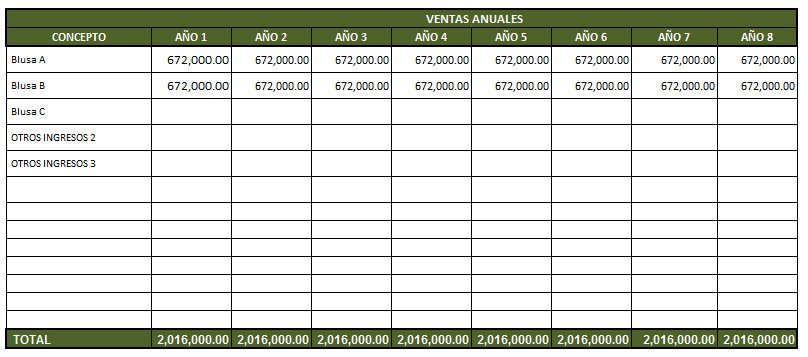 VENTAS ANUALES
CONCEPTO AÑO 1 AÑO 2 AÑO 3 AÑO 4 AÑO 5 AÑO 6 AÑO 7 AÑO 8
Blusa A 672,000.00 672,000.00 672,000.00 672,000.00 672,000.00 672,000.00 672,000.00 672,000.00
Blusa B 672,000.00 672,000.00 672,000.00 672,000.00 672,000.00 672,000.00 672,000.00 672,000.00
Blusa C
OTROS INGRESOS 2
OTROS INGRESOS 3
TOTAL 2,016,000.00 2,016,000.00 2,016,000.00 2,016,000.00 2,016,000.00 2,016,000.00 2,016,000.00 2,016,000.00